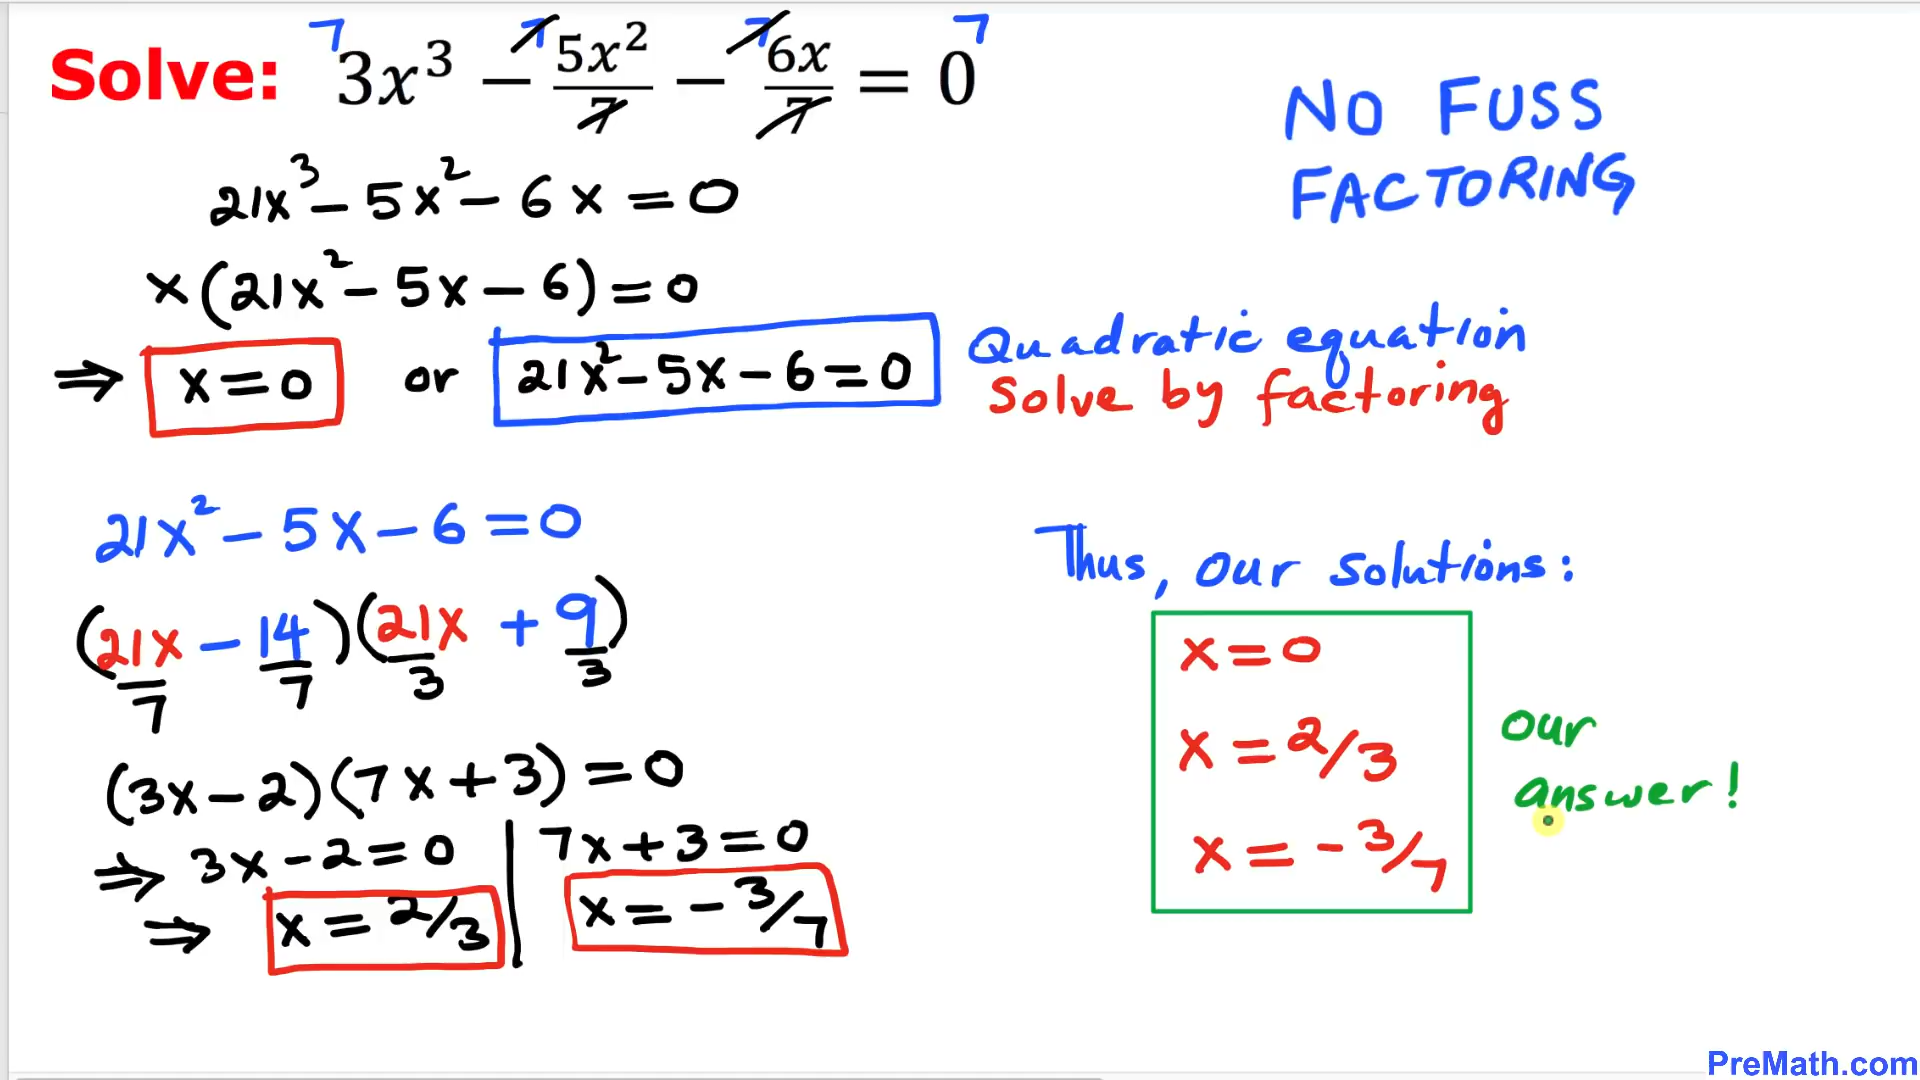 Solve: 7 3x³ − 7 5x²/7 − 7 6x/7 = 0 7
NO FUSS
FACTORING
21x³ − 5x² − 6x = 0
x(21x² − 5x − 6) = 0
⇒ x = 0 or 21x² − 5x − 6 = 0
Quadratic equation
Solve by factoring
21x² − 5x − 6 = 0
(21x/7 − 14/7)(21x/3 + 9/3)
(3x − 2)(7x + 3) = 0
⇒ 3x − 2 = 0 | 7x + 3 = 0
⇒ x = 2/3 | x = −3/7
Thus, our solutions:
x = 0
x = 2/3
x = −3/7
our
answer!
PreMath.com